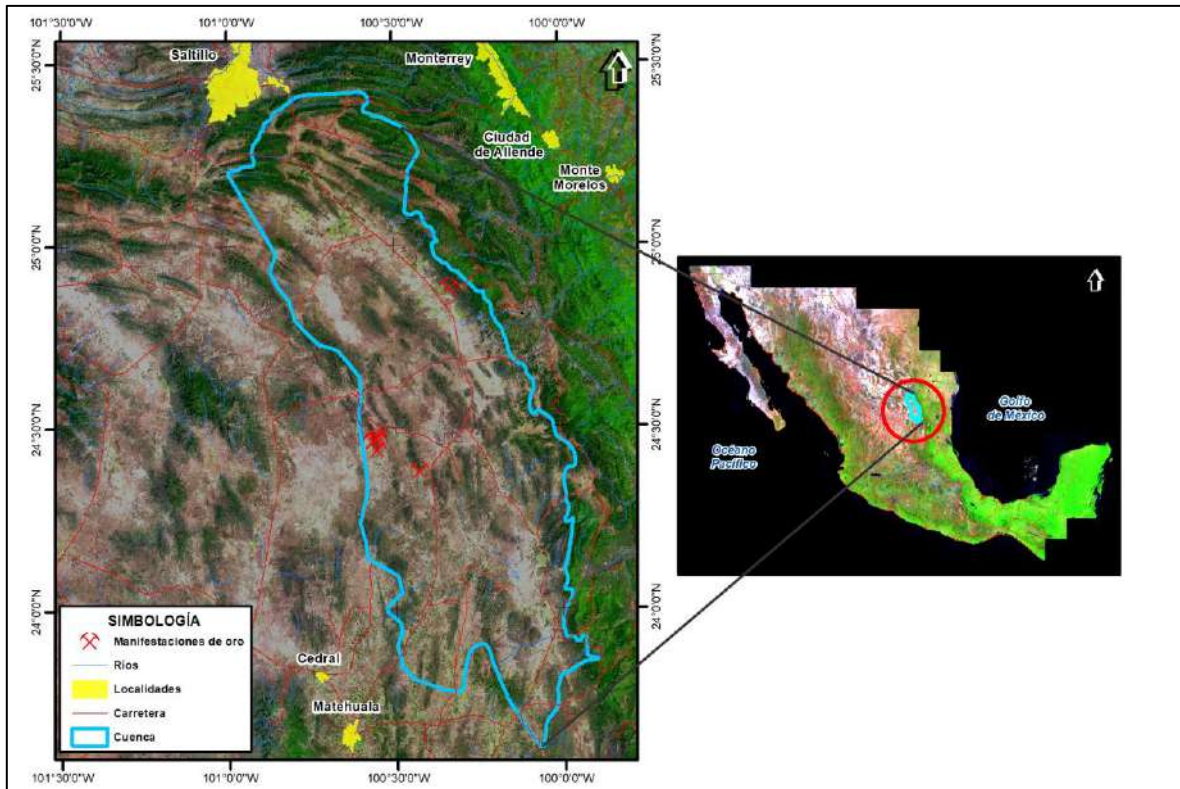 101°30'0"W
101°0'0"W
100°30'0"W
100°0'0"W
Saltillo
Monterrey
Ciudad
de Allende
Monte
Morelos
25°30'0"N
25°30'0"N
25°0'0"N
25°0'0"N
24°30'0"N
24°30'0"N
24°0'0"N
24°0'0"N
Cedral
Matehuala
SIMBOLOGÍA
Manifestaciones de oro
Ríos
Localidades
Carretera
Cuenca
101°30'0"W
101°0'0"W
100°30'0"W
100°0'0"W
Golfo
de México
Océano
Pacífico